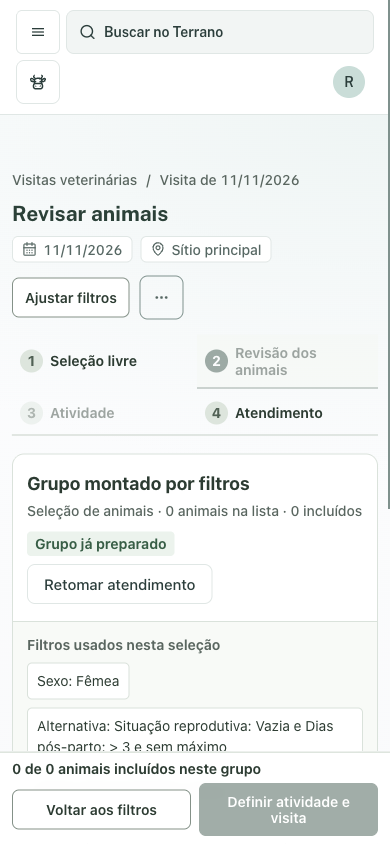 Buscar no Terrano
R
Visitas veterinárias / Visita de 11/11/2026
Revisar animais
11/11/2026 Sítio principal
Ajustar filtros ...
1 Seleção livre
2 Revisão dos
animais
3 Atividade
4 Atendimento
Grupo montado por filtros
Seleção de animais · 0 animais na lista · 0 incluídos
Grupo já preparado
Retomar atendimento
Filtros usados nesta seleção
Sexo: Fêmea
Alternativa: Situação reprodutiva: Vazia e Dias
pós-parto: > 3 e sem máximo
0 de 0 animais incluídos neste grupo
Voltar aos filtros
Definir atividade e
visita